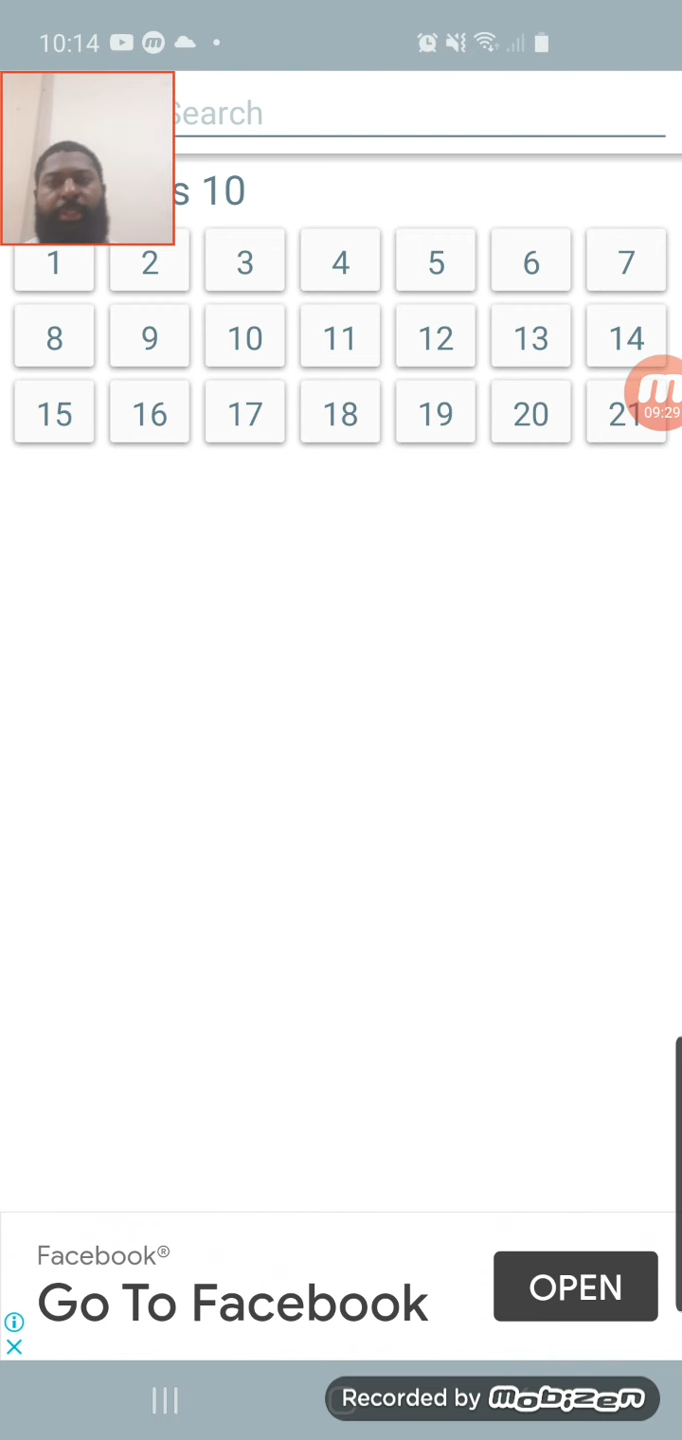 10:14
Search
s 10
1 2 3 4 5 6 7
8 9 10 11 12 13 14
15 16 17 18 19 20 21
09:29
Facebook®
Go To Facebook
OPEN
Recorded by mobizen